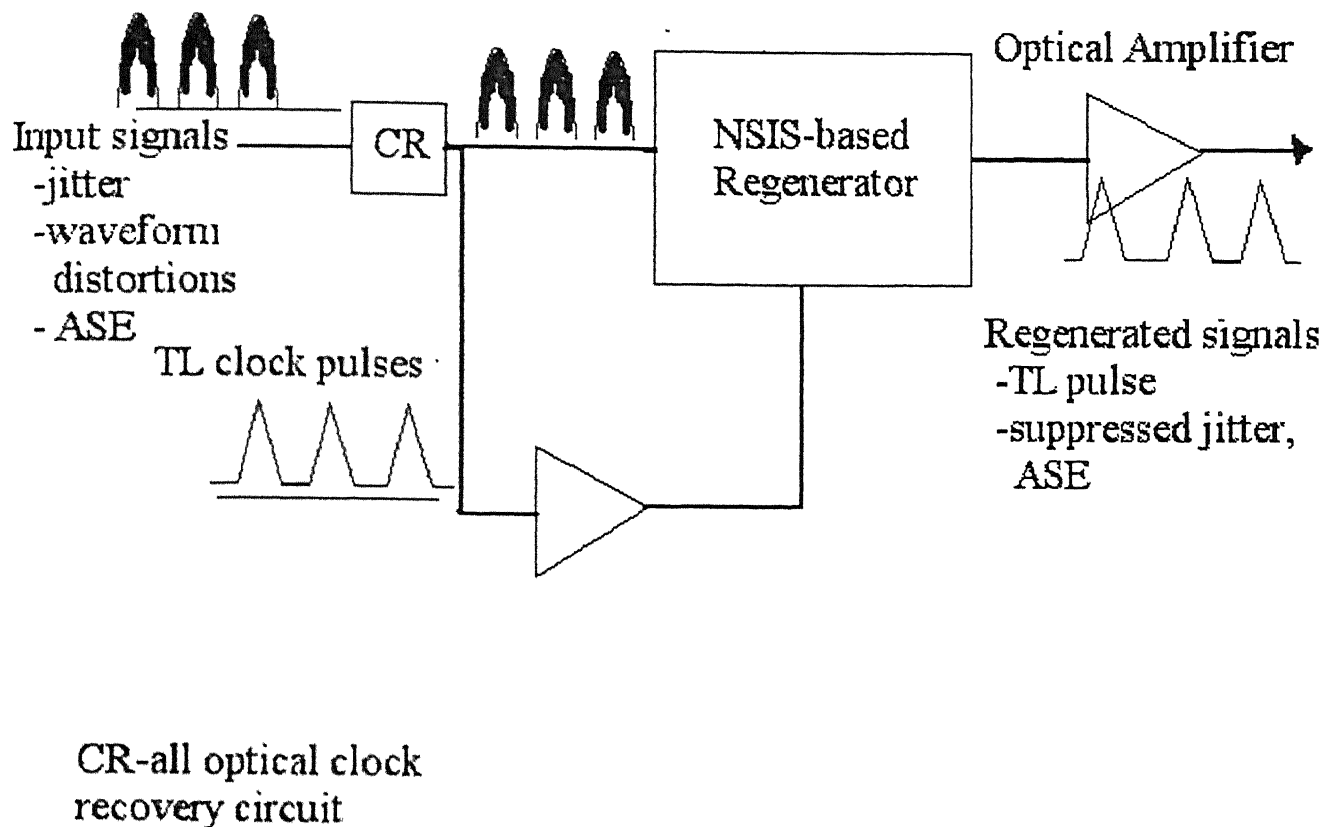 Optical Amplifier
Input signals
-jitter
-waveform
distortions
- ASE
CR
NSIS-based
Regenerator
TL clock pulses
Regenerated signals
-TL pulse
-suppressed jitter,
ASE
CR-all optical clock
recovery circuit